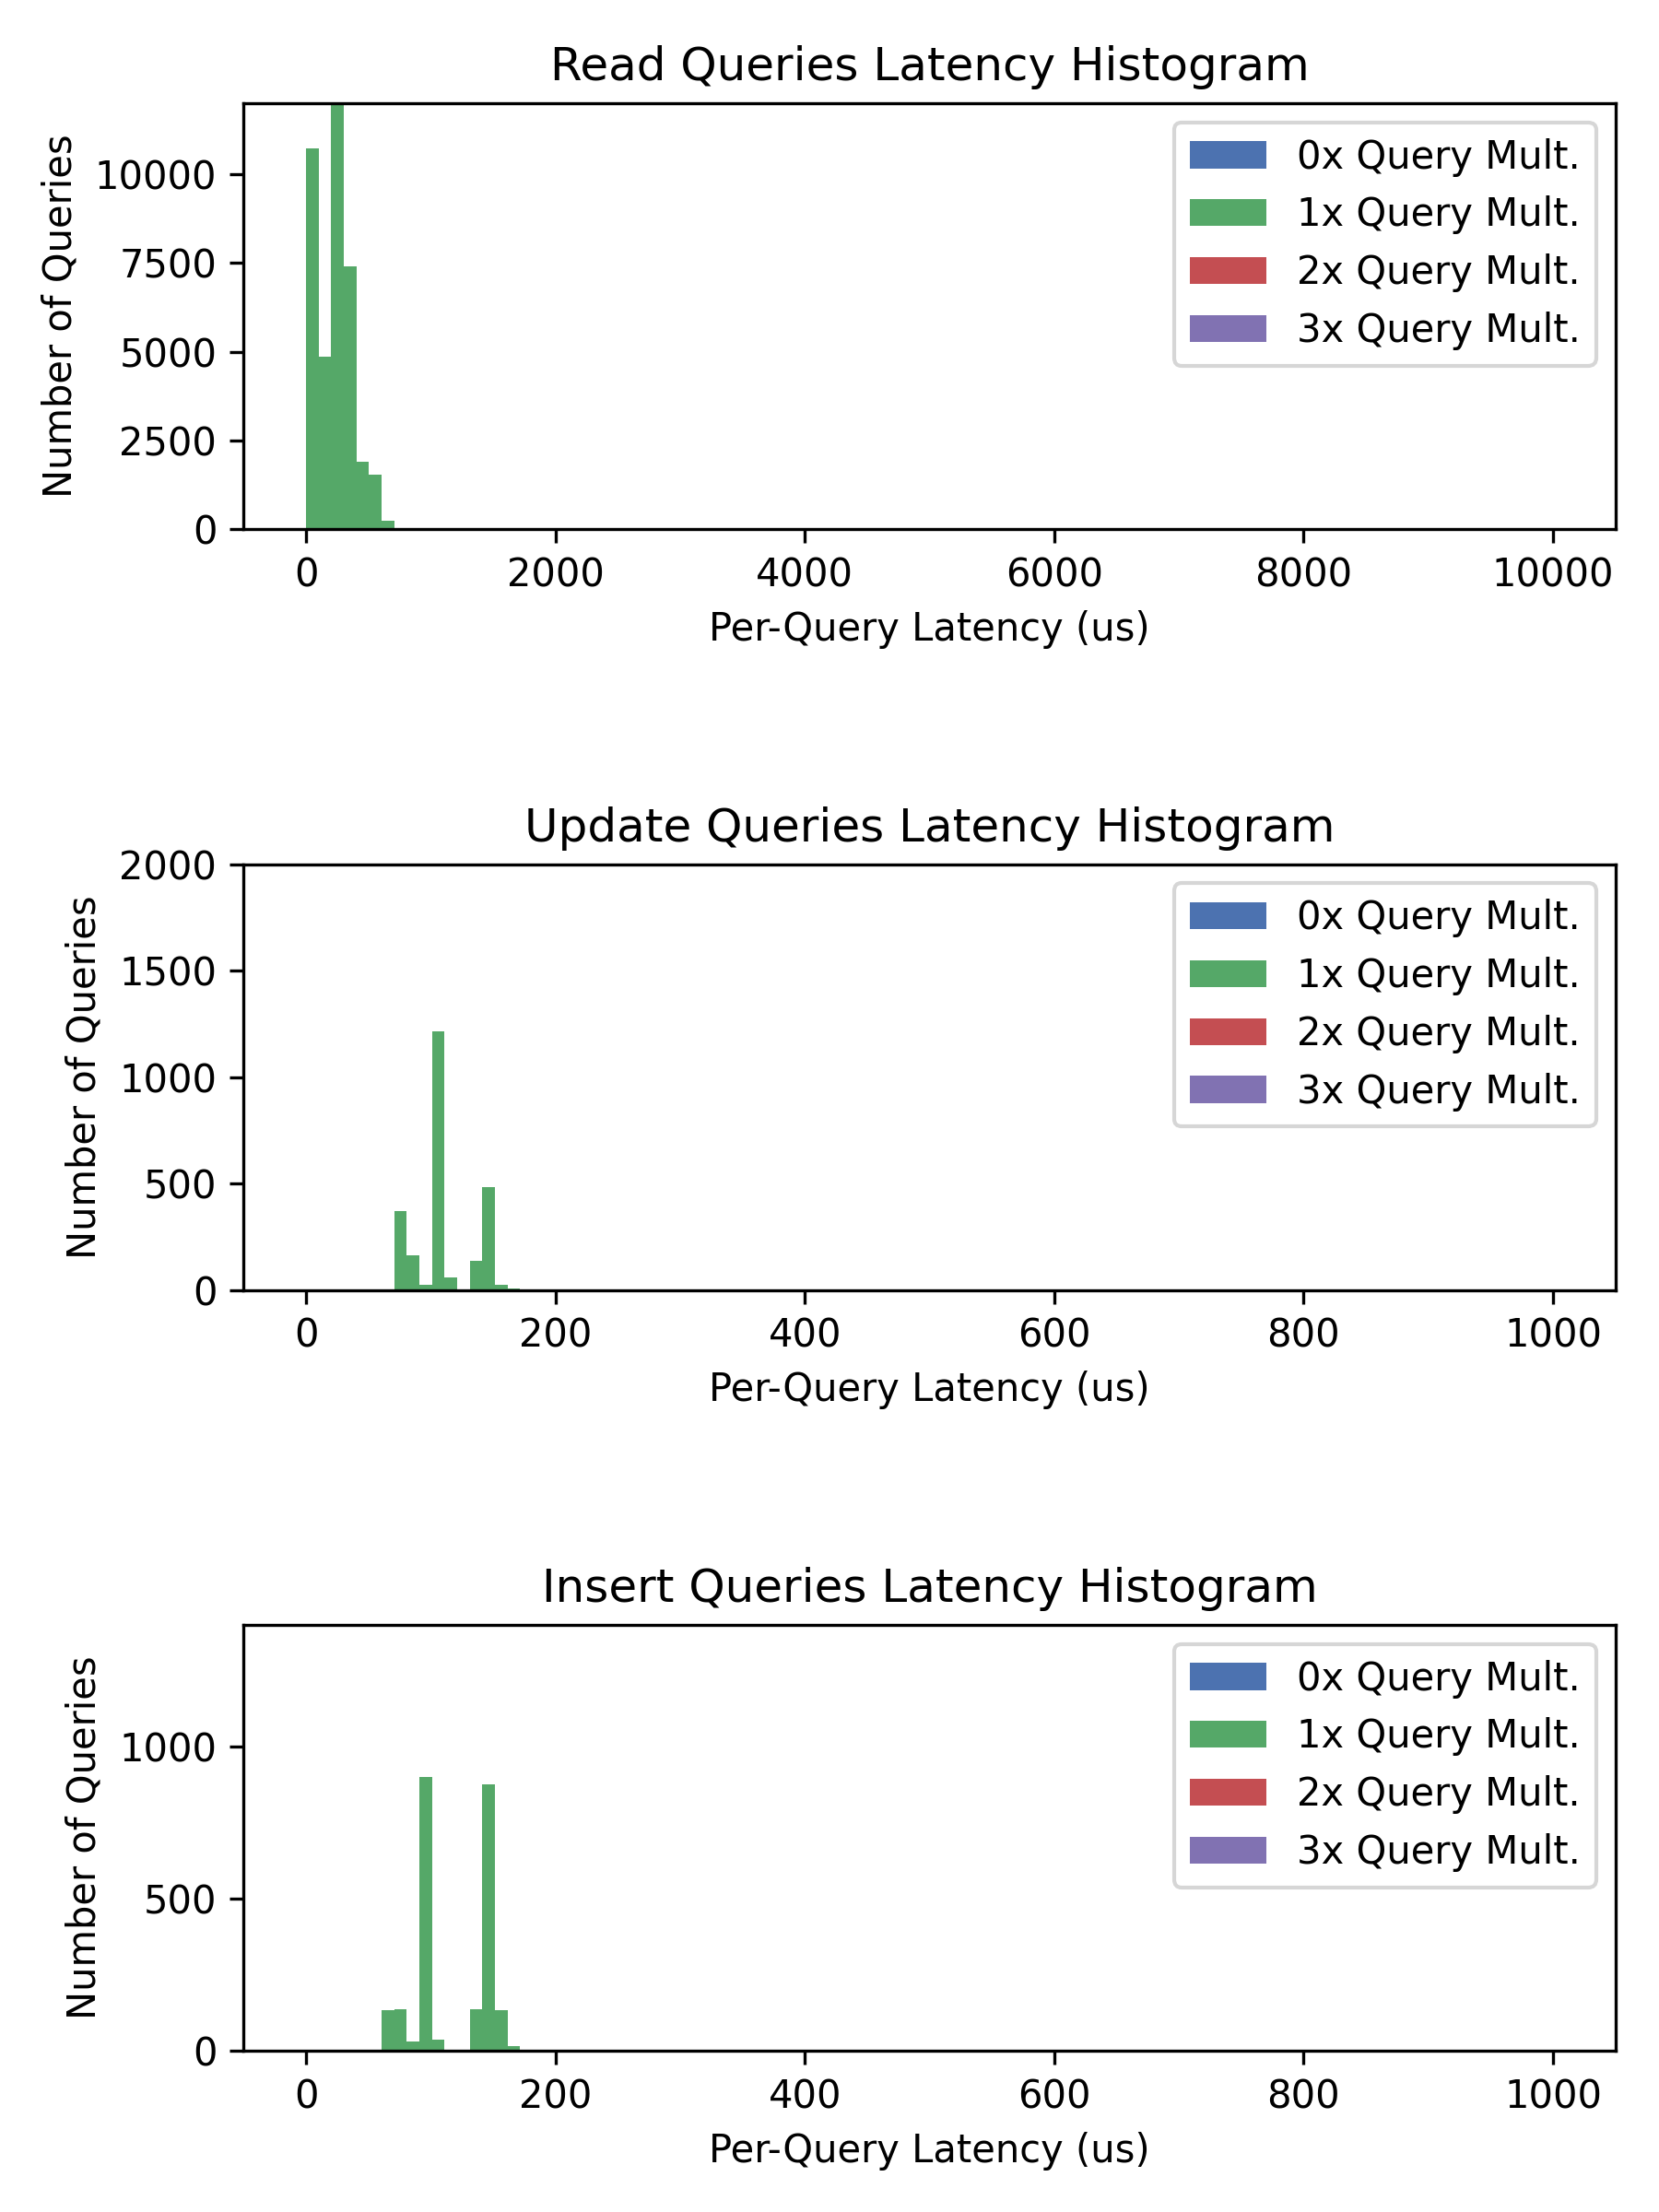 Read Queries Latency Histogram
Number of Queries
10000
7500
5000
2500
0
0x Query Mult.
1x Query Mult.
2x Query Mult.
3x Query Mult.
0 2000 4000 6000 8000 10000
Per-Query Latency (us)
Update Queries Latency Histogram
Number of Queries
2000
1500
1000
500
0
0x Query Mult.
1x Query Mult.
2x Query Mult.
3x Query Mult.
0 200 400 600 800 1000
Per-Query Latency (us)
Insert Queries Latency Histogram
Number of Queries
1000
500
0
0x Query Mult.
1x Query Mult.
2x Query Mult.
3x Query Mult.
0 200 400 600 800 1000
Per-Query Latency (us)